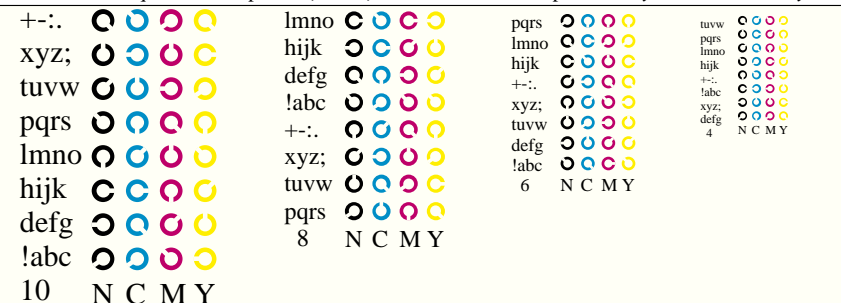 +-:.
xyz;
tuvw
pqrs
lmno
hijk
defg
!abc
10 N C M Y
lmno
hijk
defg
!abc
+-:.
xyz;
tuvw
pqrs
8 N C M Y
pqrs
lmno
hijk
+-:.
xyz;
tuvw
defg
!abc
6 N C M Y
tuvw
pqrs
lmno
hijk
+-:.
!abc
xyz;
defg
4 N C M Y